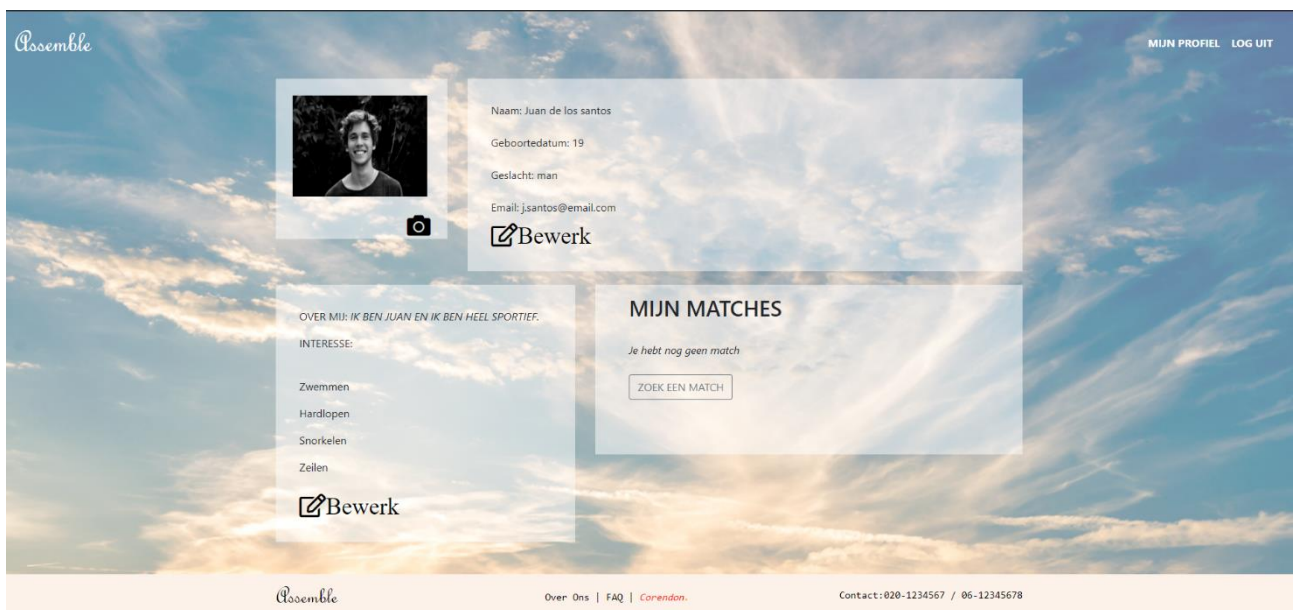 Assemble
MIJN PROFIEL LOG UIT
Naam: Juan de los santos
Geboortedatum: 19
Geslacht: man
Email: j.santos@email.com
Bewerk
OVER MIJ: IK BEN JUAN EN IK BEN HEEL SPORTIEF.
INTERESSE:
Zwemmen
Hardlopen
Snorkelen
Zeilen
Bewerk
MIJN MATCHES
Je hebt nog geen match
ZOEK EEN MATCH
Assemble
Over Ons | FAQ | Corendon.
Contact:020-1234567 / 06-12345678